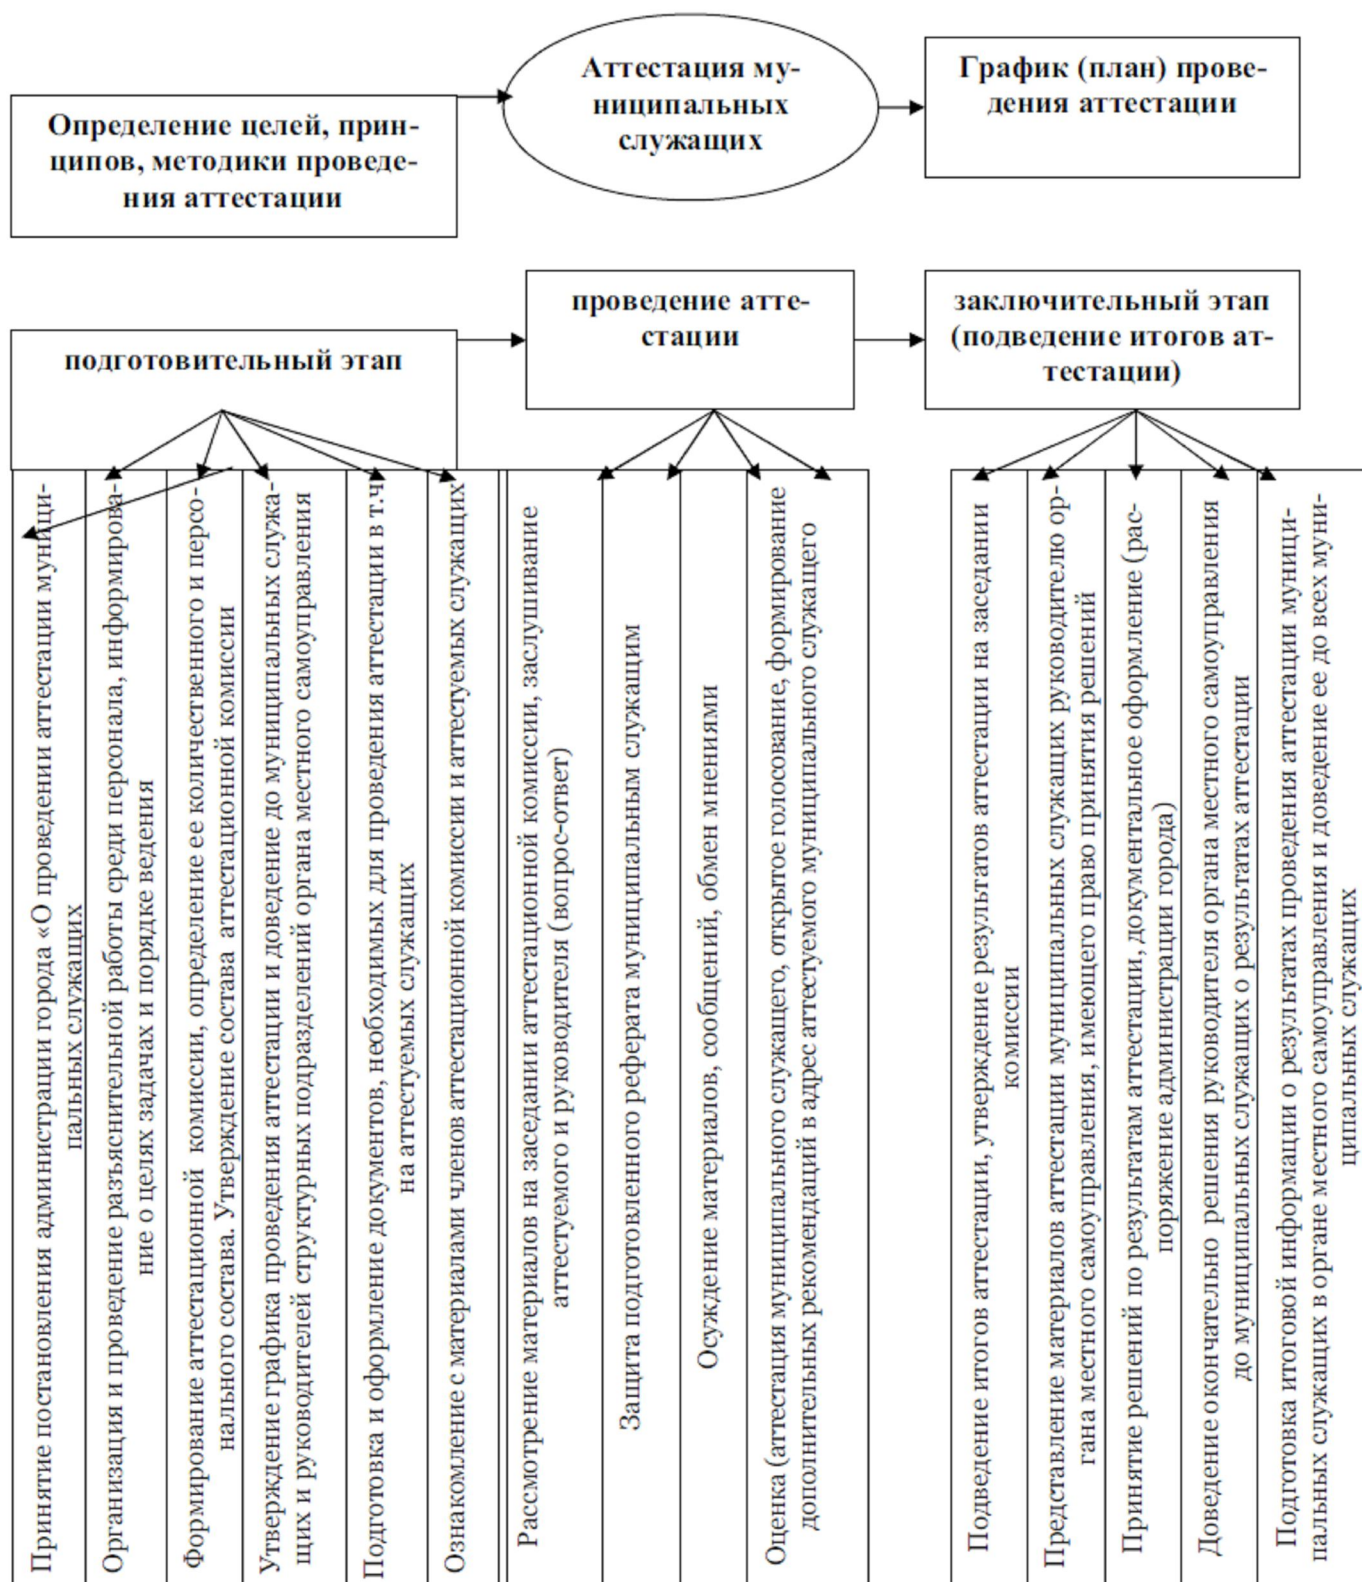 Определение целей, прин-
ципов, методики проведе-
ния аттестации
Аттестация му-
ниципальных
служащих
График (план) прове-
дения аттестации
подготовительный этап
проведение атте-
стации
заключительный этап
(подведение итогов ат-
тестации)
Принятие постановления администрации города «О проведении аттестации муници-
пальных служащих
Организация и проведение разъяснительной работы среди персонала, информирова-
ние о целях задачах и порядке ведения
Формирование аттестационной комиссии, определение ее количественного и персо-
нального состава. Утверждение состава аттестационной комиссии
Утверждение графика проведения аттестации и доведение до муниципальных служа-
щих и руководителей структурных подразделений органа местного самоуправления
Подготовка и оформление документов, необходимых для проведения аттестации в т.ч
на аттестуемых служащих
Ознакомление с материалами членов аттестационной комиссии и аттестуемых служащих
Рассмотрение материалов на заседании аттестационной комиссии, заслушивание
аттестуемого и руководителя (вопрос-ответ)
Защита подготовленного реферата муниципальным служащим
Осуждение материалов, сообщений, обмен мнениями
Оценка (аттестация муниципального служащего, открытое голосование, формирование
дополнительных рекомендаций в адрес аттестуемого муниципального служащего
Подведение итогов аттестации, утверждение результатов аттестации на заседании
комиссии
Представление материалов аттестации муниципальных служащих руководителю ор-
гана местного самоуправления, имеющего право принятия решений
Принятие решений по результатам аттестации, документальное оформление (рас-
поряжение администрации города)
Доведение окончательно решения руководителя органа местного самоуправления
до муниципальных служащих о результатах аттестации
Подготовка итоговой информации о результатах проведения аттестации муници-
пальных служащих в органе местного самоуправления и доведение ее до всех муни-
ципальных служащих